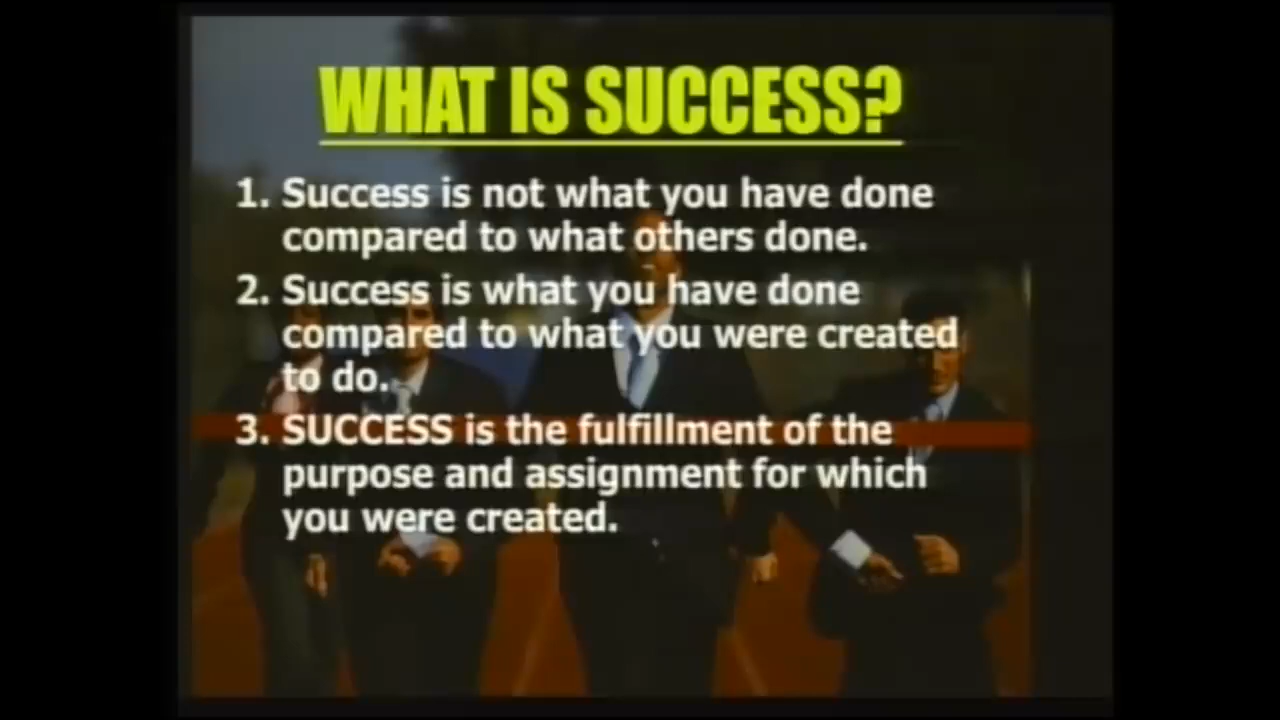 WHAT IS SUCCESS?
1. Success is not what you have done
compared to what others done.
2. Success is what you have done
compared to what you were created
to do.
3. SUCCESS is the fulfillment of the
purpose and assignment for which
you were created.